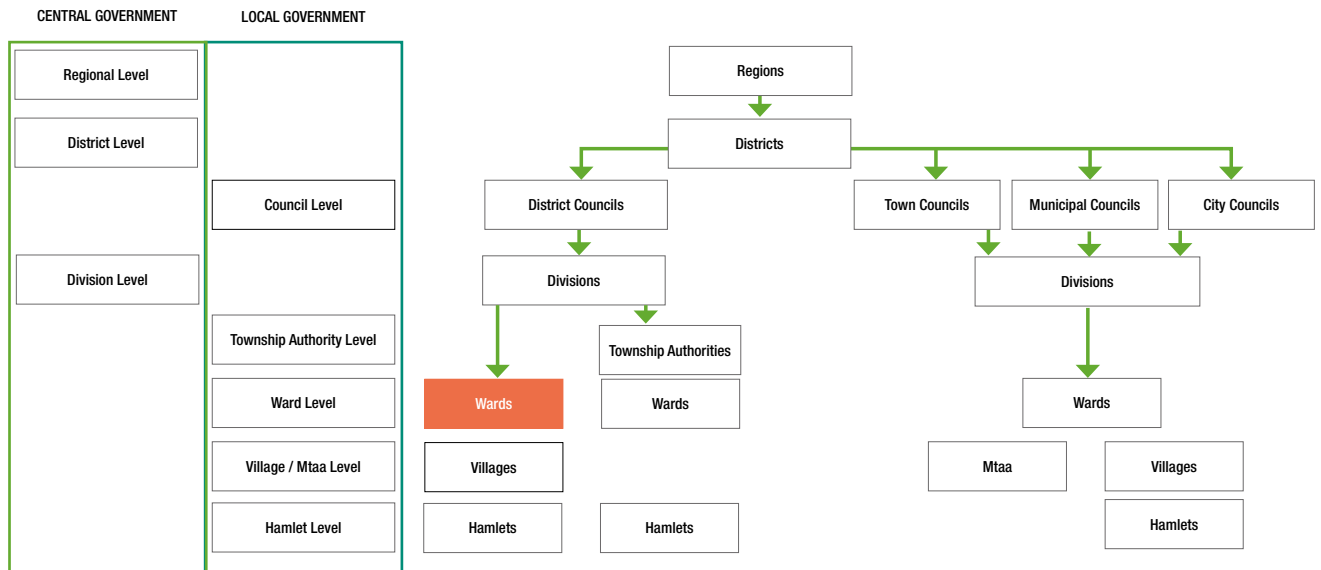 CENTRAL GOVERNMENT
LOCAL GOVERNMENT
Regional Level
Regions
District Level
Districts
Council Level
District Councils
Town Councils
Municipal Councils
City Councils
Division Level
Divisions
Divisions
Township Authority Level
Township Authorities
Ward Level
Wards
Wards
Wards
Village / Mtaa Level
Villages
Mtaa
Villages
Hamlet Level
Hamlets
Hamlets
Hamlets